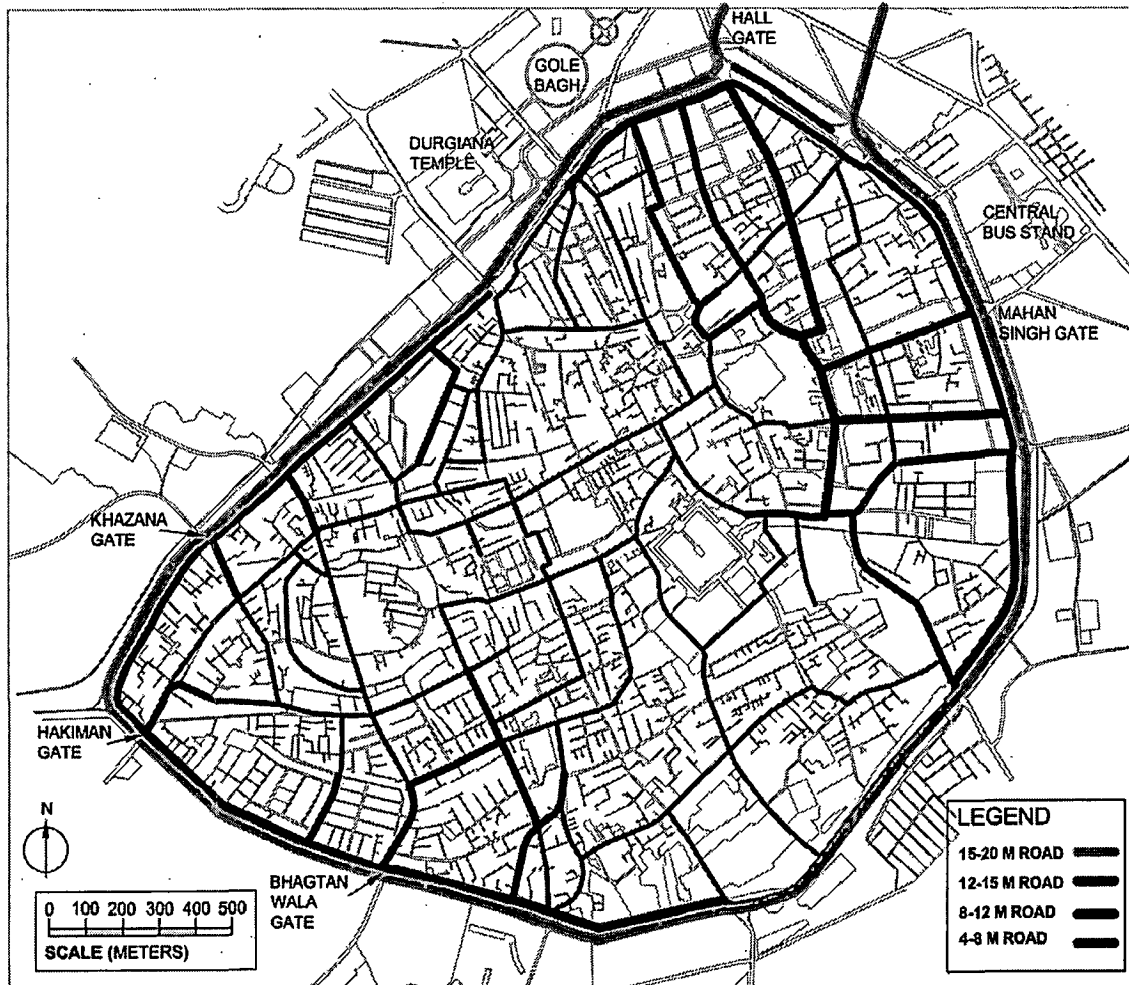 HALL
GATE
GOLE
BAGH
DURGIANA
TEMPLE
CENTRAL
BUS STAND
MAHAN
SINGH GATE
KHAZANA
GATE
HAKIMAN
GATE
BHAGTAN
WALA
GATE
N
0 100 200 300 400 500
SCALE (METERS)
LEGEND
15-20 M ROAD
12-15 M ROAD
8-12 M ROAD
4-8 M ROAD